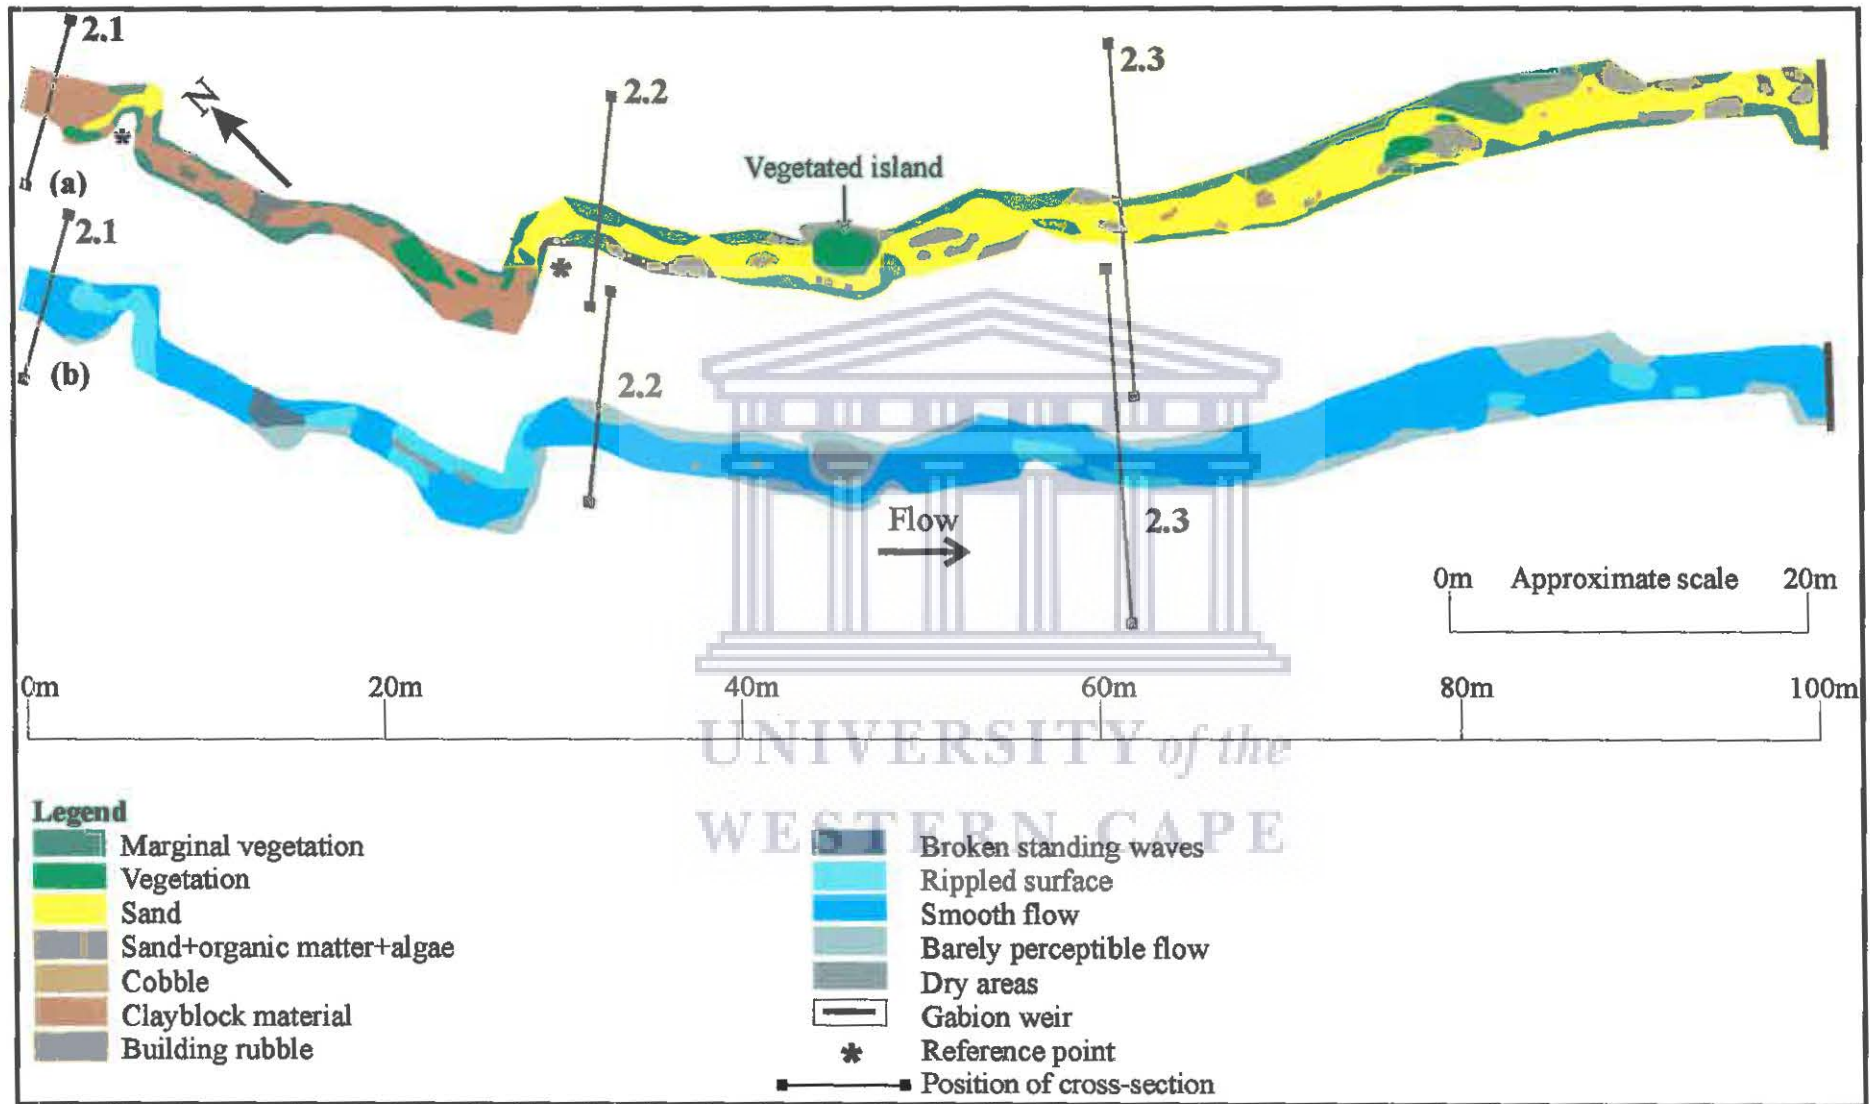 2.1
2.2
2.3
N
(a)
Vegetated island
2.1
(b)
2.2
Flow
2.3
0m Approximate scale 20m
0m 20m 40m 60m 80m 100m
UNIVERSITY of the
WESTERN CAPE
Legend
Marginal vegetation
Vegetation
Sand
Sand+organic matter+algae
Cobble
Clayblock material
Building rubble
Broken standing waves
Rippled surface
Smooth flow
Barely perceptible flow
Dry areas
Gabion weir
* Reference point
Position of cross-section